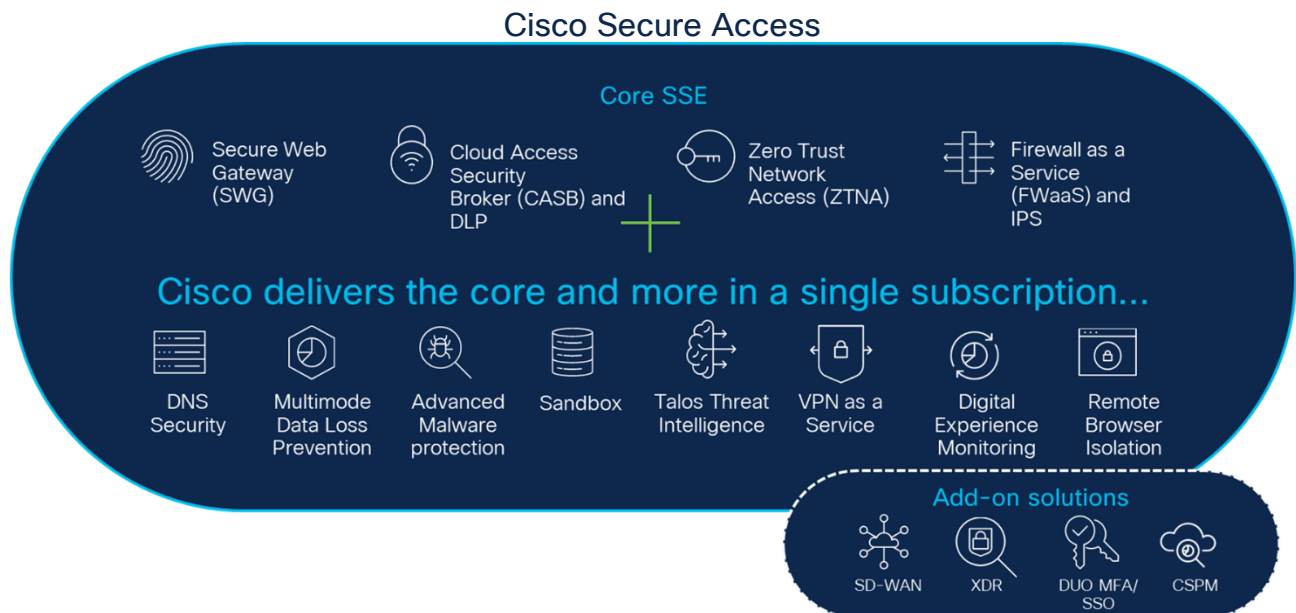 Cisco Secure Access
Core SSE
Secure Web
Gateway
(SWG)
Cloud Access
Security
Broker (CASB) and
DLP
Zero Trust
Network
Access (ZTNA)
Firewall as a
Service
(FWaaS) and
IPS
Cisco delivers the core and more in a single subscription...
DNS
Security
Multimode
Data Loss
Prevention
Advanced
Malware
protection
Sandbox
Talos Threat
Intelligence
VPN as a
Service
Digital
Experience
Monitoring
Remote
Browser
Isolation
Add-on solutions
SD-WAN
XDR
DUO MFA/
SSO
CSPM